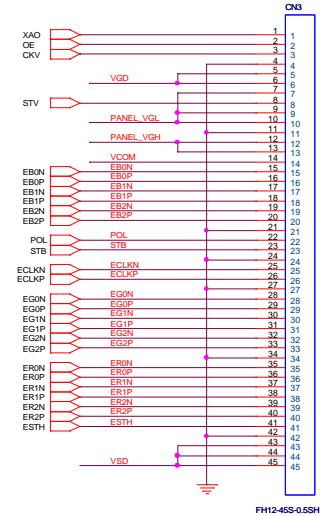 CN3
XAO 1 1
OE 2 2
CKV 3 3
4 4
5 5
VGD 6 6
7 7
STV 8 8
9 9
PANEL_VGL 10 10
11 11
PANEL_VGH 12 12
13 13
VCOM 14 14
EB0N EB0N 15 15
EB0P EB0P 16 16
EB1N EB1N 17 17
EB1P EB1P 18 18
EB2N EB2N 19 19
EB2P EB2P 20 20
21 21
POL POL 22 22
STB STB 23 23
24 24
ECLKN ECLKN 25 25
ECLKP ECLKP 26 26
27 27
EG0N EG0N 28 28
EG0P EG0P 29 29
EG1N EG1N 30 30
EG1P EG1P 31 31
EG2N EG2N 32 32
EG2P EG2P 33 33
34 34
ER0N ER0N 35 35
ER0P ER0P 36 36
ER1N ER1N 37 37
ER1P ER1P 38 38
ER2N ER2N 39 39
ER2P ER2P 40 40
ESTH ESTH 41 41
42 42
43 43
44 44
VSD 45 45
FH12-45S-0.5SH